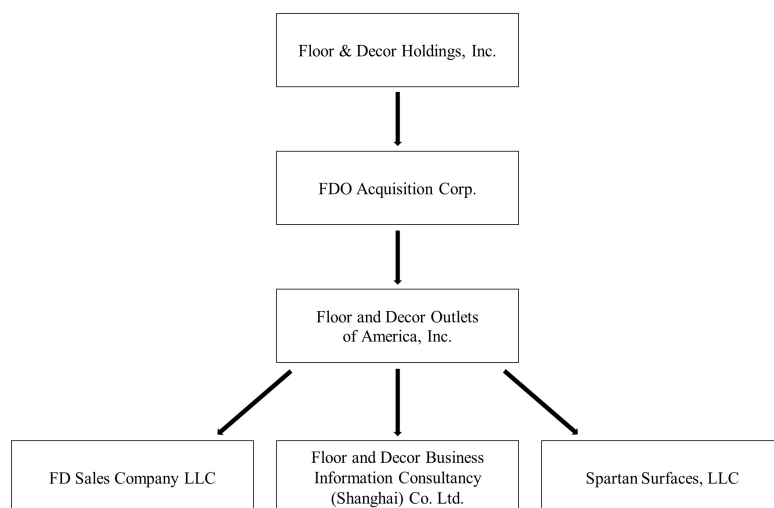 Floor & Decor Holdings, Inc.
FDO Acquisition Corp.
Floor and Decor Outlets
of America, Inc.
FD Sales Company LLC
Floor and Decor Business
Information Consultancy
(Shanghai) Co. Ltd.
Spartan Surfaces, LLC